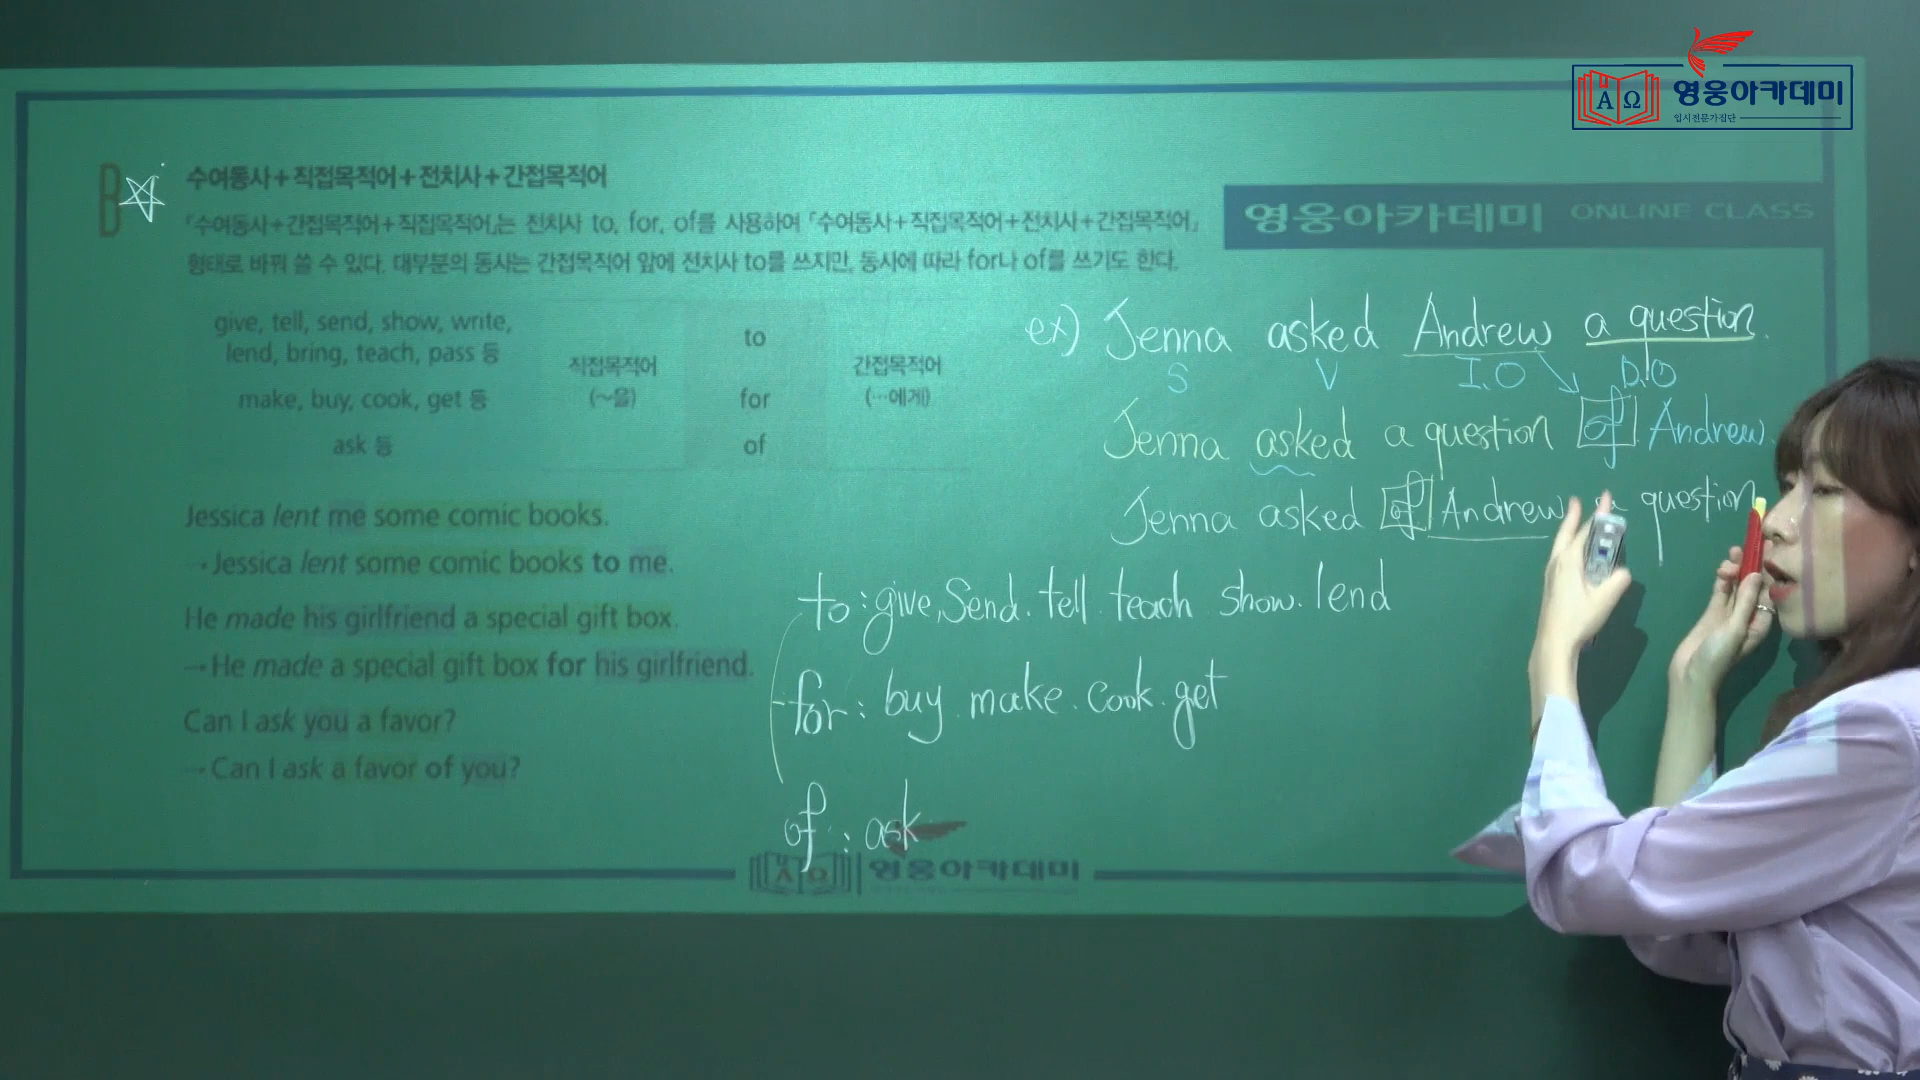 영웅아카데미
입시전문가집단
B 수여동사+직접목적어+전치사+간접목적어
「수여동사+간접목적어+직접목적어」는 전치사 to, for, of를 사용하여 「수여동사+직접목적어+전치사+간접목적어」
형태로 바꿔 쓸 수 있다. 대부분의 동사는 간접목적어 앞에 전치사 to를 쓰지만, 동사에 따라 for나 of를 쓰기도 한다.
영웅아카데미 ONLINE CLASS
give, tell, send, show, write,
lend, bring, teach, pass 등
make, buy, cook, get 등
ask 등
직접목적어
(~을)
to
for
of
간접목적어
(…에게)
Jessica lent me some comic books.
→Jessica lent some comic books to me.
He made his girlfriend a special gift box.
→He made a special gift box for his girlfriend.
Can I ask you a favor?
→Can I ask a favor of you?
ex) Jenna asked Andrew a question.
S V I.O D.O
Jenna asked a question of Andrew.
Jenna asked of Andrew a question
to: give, send. tell. teach show. lend
for: buy. make. cook. get
of: ask
영웅아카데미